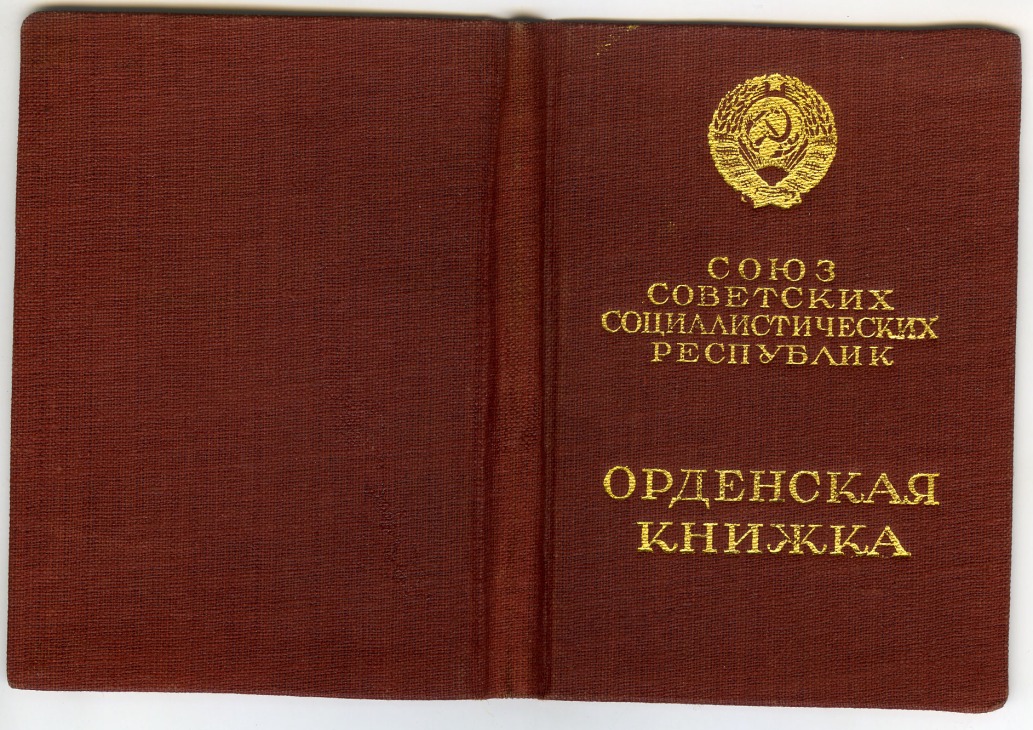 СОЮЗ
СОВЕТСКИХ
СОЦИАЛИСТИЧЕСКИХ
РЕСПУБЛИК
ОРДЕНСКАЯ
КНИЖКА